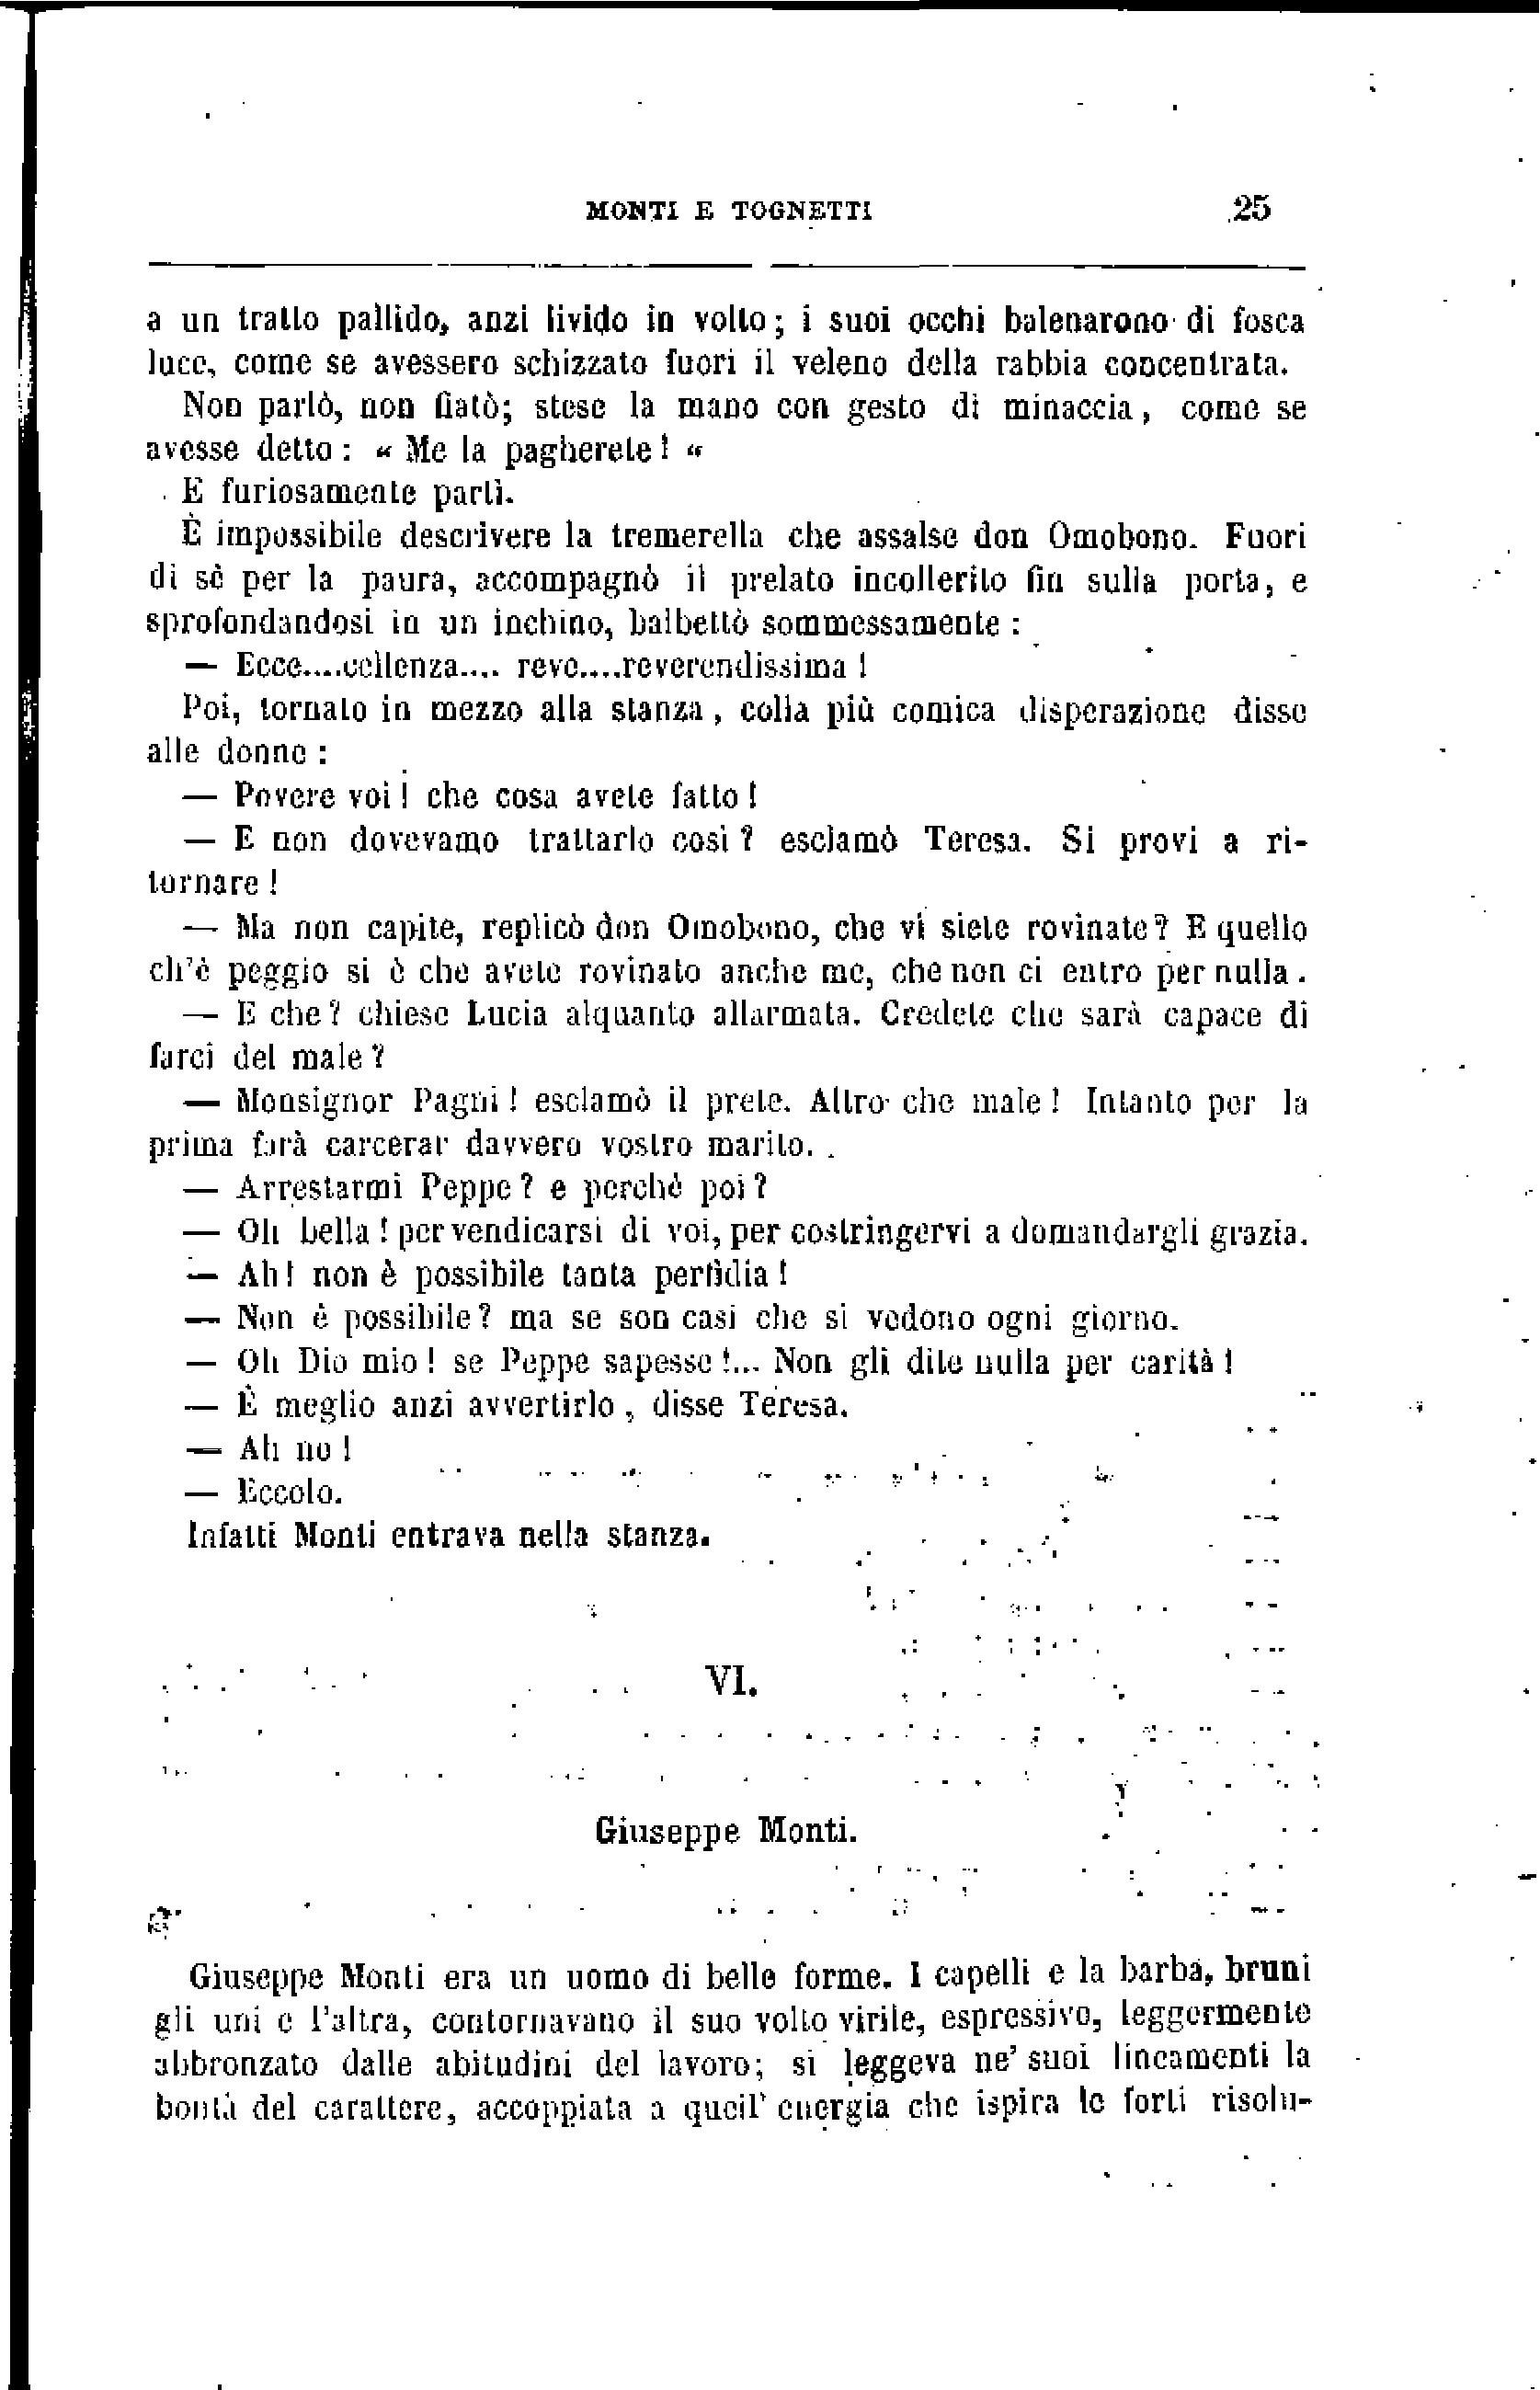 MONTI E TOGNETTI 25
a un tratto pallido, anzi livido in volto; i suoi occhi balenarono di fosca
luce, come se avessero schizzato fuori il veleno della rabbia concentrata.
Non parlò, non fiatò; stese la mano con gesto di minaccia, come se
avesse detto: « Me la pagherete! «
E furiosamente partì.
È impossibile descrivere la tremerella che assalse don Omobono. Fuori
di sè per la paura, accompagnò il prelato incollerito fin sulla porta, e
sprofondandosi in un inchino, balbettò sommessamente:
— Ecce....cellenza.... reve....reverendissima!
Poi, tornato in mezzo alla stanza, colla più comica disperazione disse
alle donne:
— Povere voi! che cosa avete fatto!
— E non dovevamo trattarlo così? esclamò Teresa. Si provi a ri-
tornare!
— Ma non capite, replicò don Omobono, che vi siete rovinate? E quello
ch'è peggio si è che avete rovinato anche me, che non ci entro per nulla.
— E che? chiese Lucia alquanto allarmata. Credete che sarà capace di
farci del male?
— Monsignor Pagni! esclamò il prete. Altro che male! Intanto per la
prima farà carcerar davvero vostro marito.
— Arrestarmi Peppe? e perchè poi?
— Oh bella! per vendicarsi di voi, per costringervi a domandargli grazia.
— Ah! non è possibile tanta perfidia!
— Non è possibile? ma se son casi che si vedono ogni giorno.
— Oh Dio mio! se Peppe sapesse!... Non gli dite nulla per carità!
— È meglio anzi avvertirlo, disse Teresa.
— Ah no!
— Eccolo.
Infatti Monti entrava nella stanza.
VI.
Giuseppe Monti.
Giuseppe Monti era un uomo di belle forme. I capelli e la barba, bruni
gli uni e l'altra, contornavano il suo volto virile, espressivo, leggermente
abbronzato dalle abitudini del lavoro; si leggeva ne' suoi lineamenti la
bontà del carattere, accoppiata a quell' energia che ispira le forti risolu-